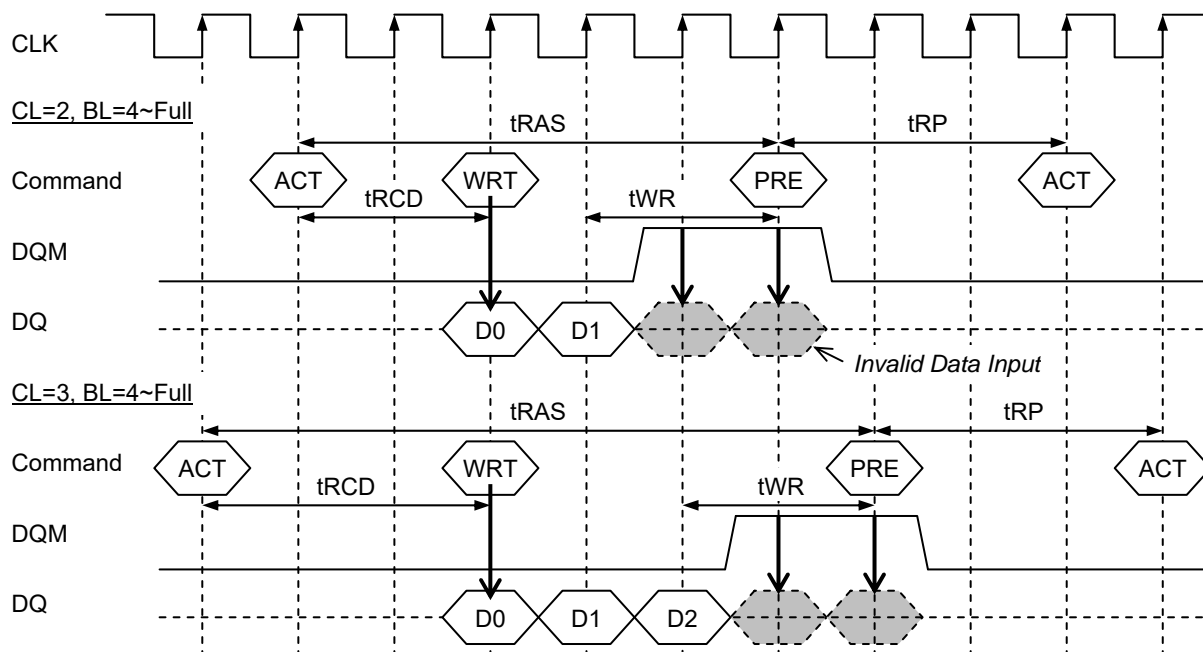 CLK
CL=2, BL=4~Full
tRAS tRP
Command ACT WRT PRE ACT
tRCD tWR
DQM
DQ D0 D1
Invalid Data Input
CL=3, BL=4~Full
tRAS tRP
Command ACT WRT PRE ACT
tRCD tWR
DQM
DQ D0 D1 D2